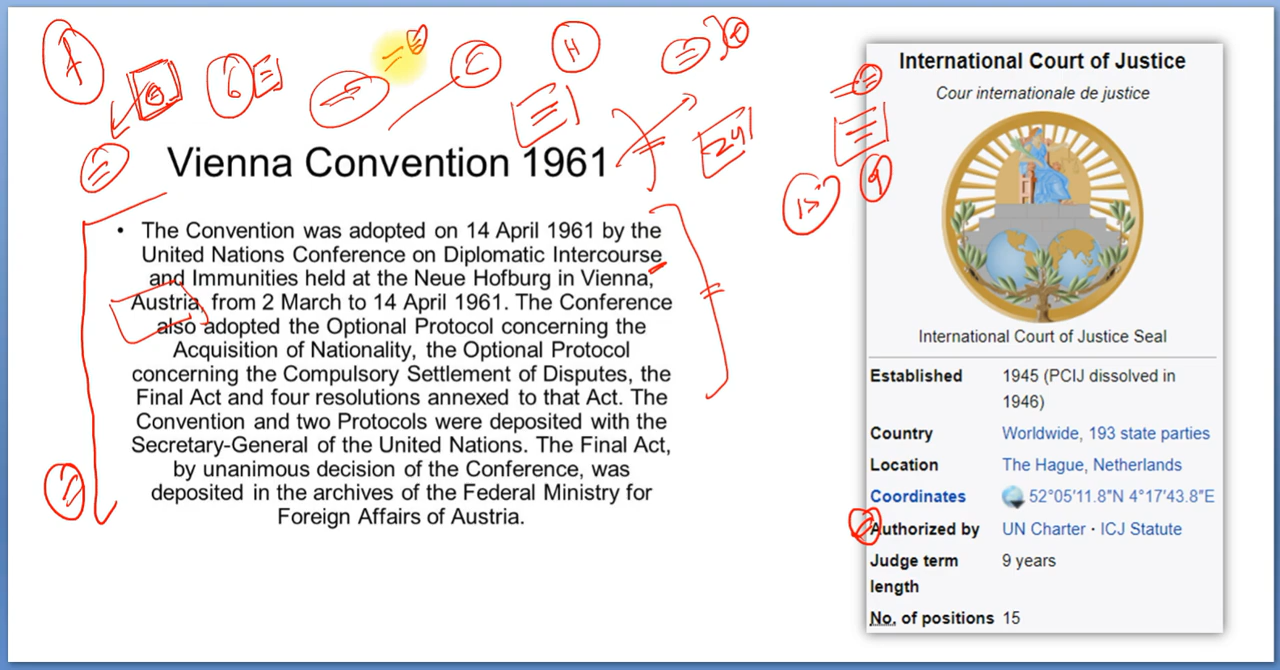 A
C
H
24
15
9
Vienna Convention 1961
• The Convention was adopted on 14 April 1961 by the
United Nations Conference on Diplomatic Intercourse
and Immunities held at the Neue Hofburg in Vienna,
Austria, from 2 March to 14 April 1961. The Conference
also adopted the Optional Protocol concerning the
Acquisition of Nationality, the Optional Protocol
concerning the Compulsory Settlement of Disputes, the
Final Act and four resolutions annexed to that Act. The
Convention and two Protocols were deposited with the
Secretary-General of the United Nations. The Final Act,
by unanimous decision of the Conference, was
deposited in the archives of the Federal Ministry for
Foreign Affairs of Austria.
International Court of Justice
Cour internationale de justice
International Court of Justice Seal
Established 1945 (PCIJ dissolved in
1946)
Country Worldwide, 193 state parties
Location The Hague, Netherlands
Coordinates 52°05′11.8″N 4°17′43.8″E
Authorized by UN Charter · ICJ Statute
Judge term 9 years
length
No. of positions 15